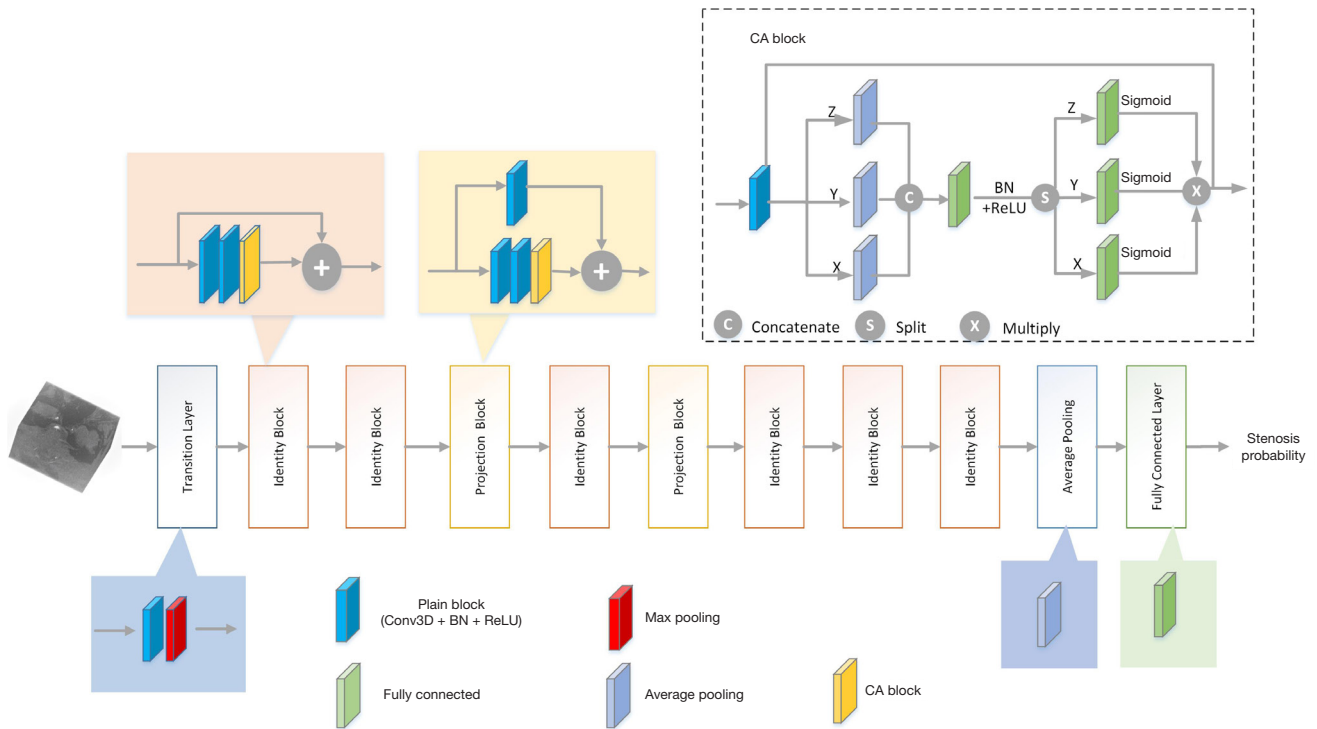 CA block
Z
Sigmoid
Z
Y
C
BN
+ReLU
S
Y
Sigmoid
X
X
X
Sigmoid
C Concatenate
S Split
X Multiply
+
+
Transition Layer
Identity Block
Identity Block
Projection Block
Identity Block
Projection Block
Identity Block
Identity Block
Identity Block
Average Pooling
Fully Connected Layer
Stenosis
probability
Plain block
(Conv3D + BN + ReLU)
Max pooling
Fully connected
Average pooling
CA block